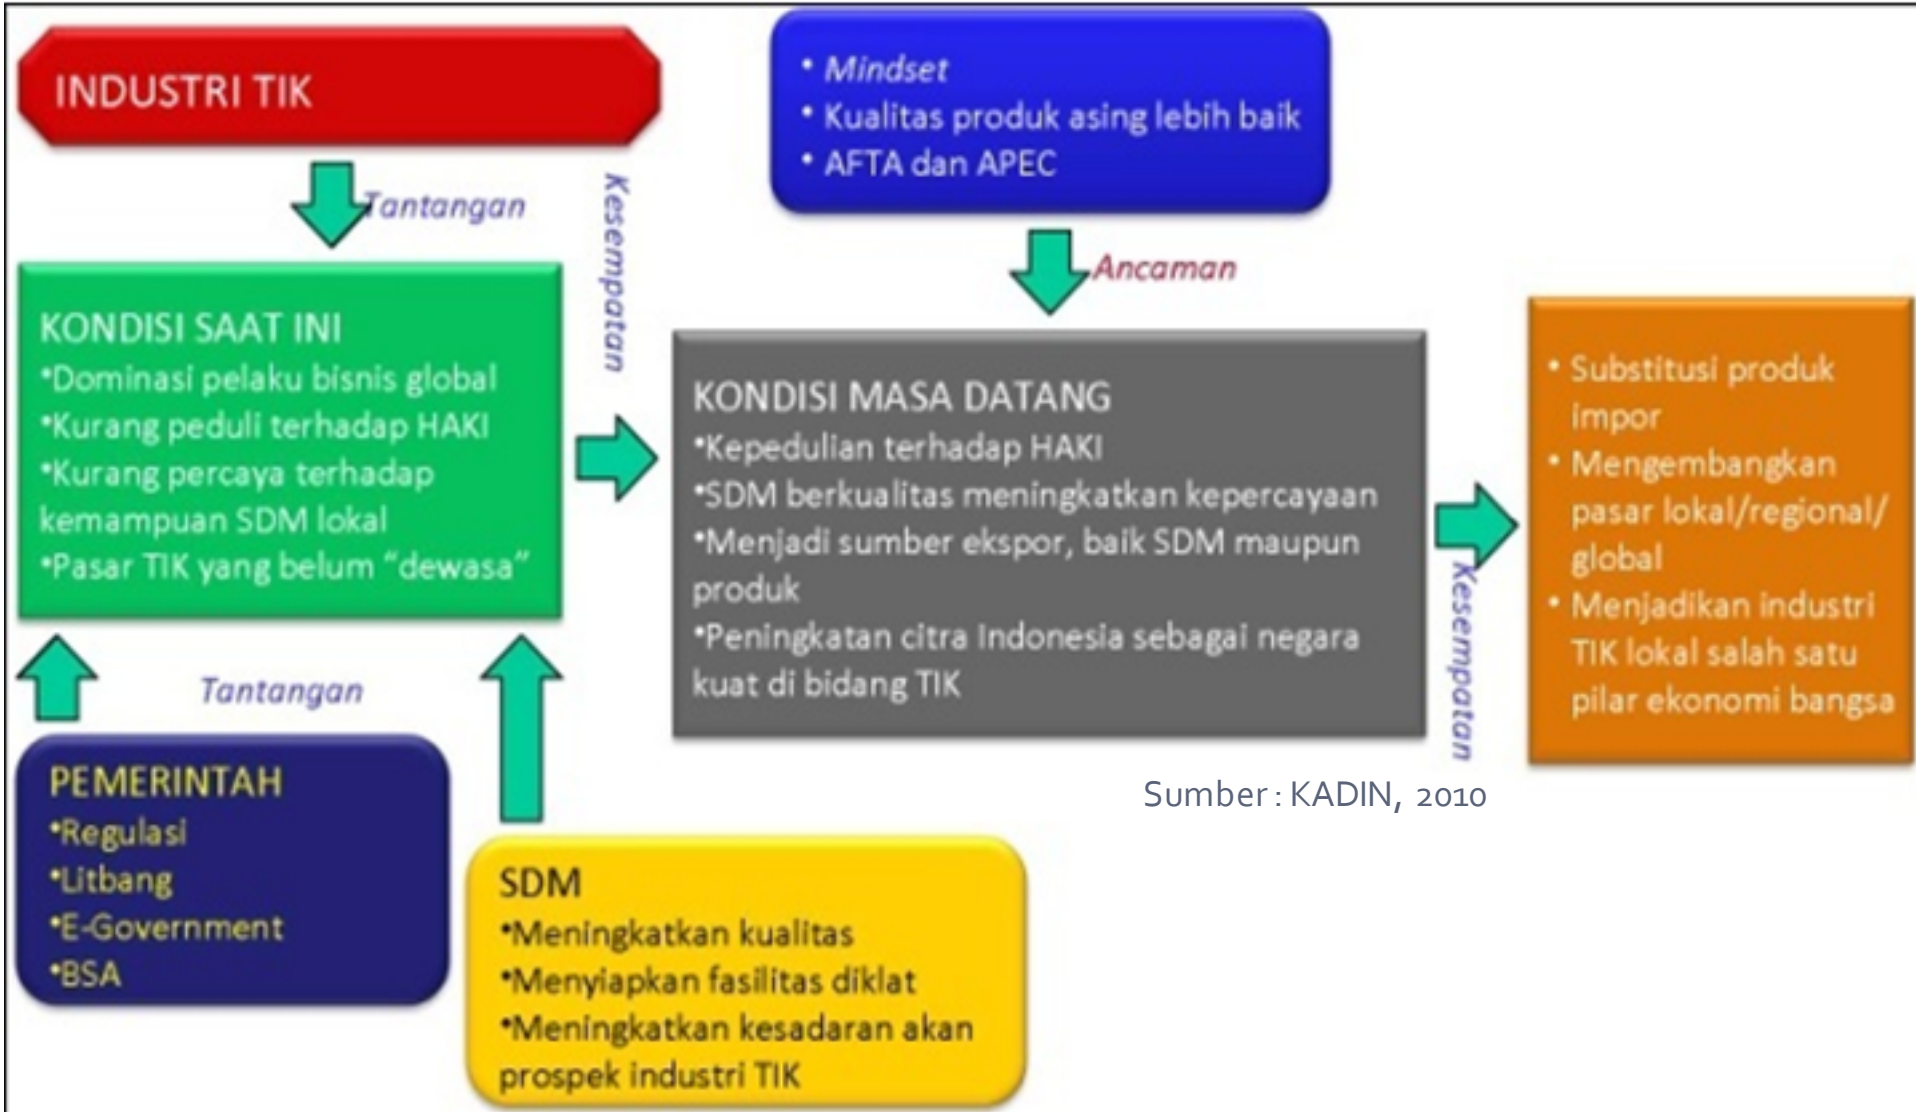 INDUSTRI TIK
Tantangan
Kesempatan
• Mindset
• Kualitas produk asing lebih baik
• AFTA dan APEC
Ancaman
KONDISI SAAT INI
•Dominasi pelaku bisnis global
•Kurang peduli terhadap HAKI
•Kurang percaya terhadap
kemampuan SDM lokal
•Pasar TIK yang belum “dewasa”
KONDISI MASA DATANG
•Kepedulian terhadap HAKI
•SDM berkualitas meningkatkan kepercayaan
•Menjadi sumber ekspor, baik SDM maupun
produk
•Peningkatan citra Indonesia sebagai negara
kuat di bidang TIK
Kesempatan
• Substitusi produk
impor
• Mengembangkan
pasar lokal/regional/
global
• Menjadikan industri
TIK lokal salah satu
pilar ekonomi bangsa
Tantangan
PEMERINTAH
•Regulasi
•Litbang
•E-Government
•BSA
SDM
•Meningkatkan kualitas
•Menyiapkan fasilitas diklat
•Meningkatkan kesadaran akan
prospek industri TIK
Sumber : KADIN, 2010